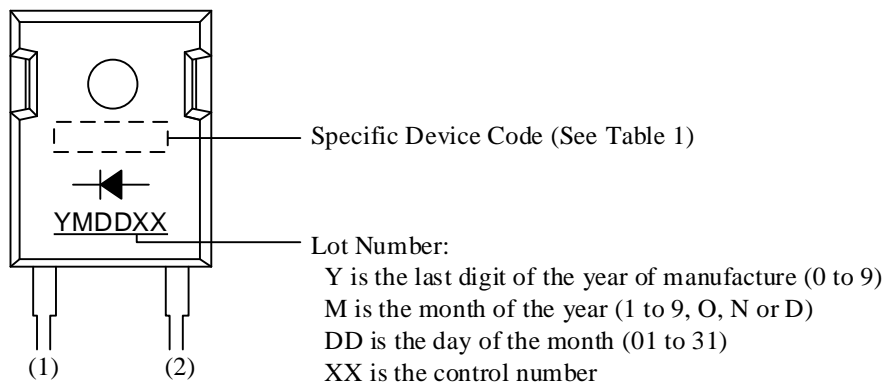 Specific Device Code (See Table 1)
YMDDXX
Lot Number:
Y is the last digit of the year of manufacture (0 to 9)
M is the month of the year (1 to 9, O, N or D)
DD is the day of the month (01 to 31)
XX is the control number
(1) (2)